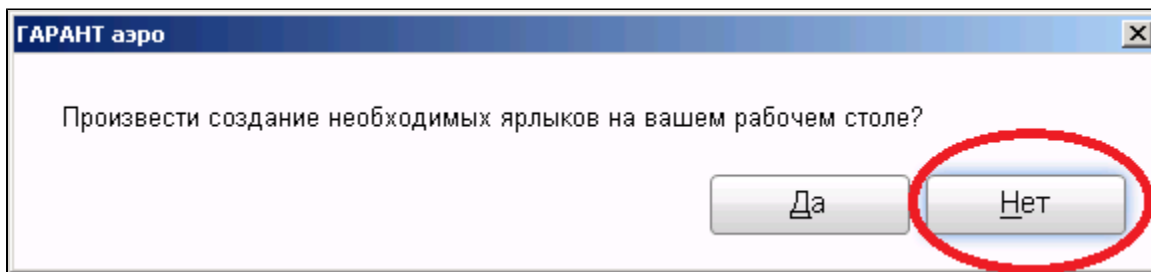 ГАРАНТ аэро
Произвести создание необходимых ярлыков на вашем рабочем столе?
Да Нет